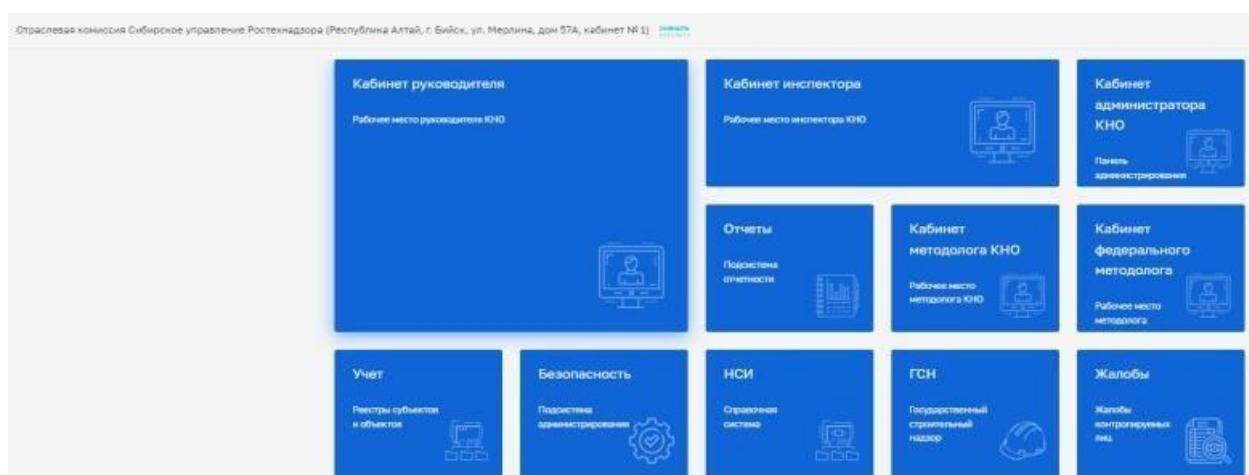 Отраслевая комиссия Сибирское управление Ростехнадзора (Республика Алтай, г. Бийск, ул. Мерлина, дом 57А, кабинет № 1)
Кабинет руководителя
Рабочее место руководителя КНО
Кабинет инспектора
Рабочее место инспектора КНО
Кабинет
администратора
КНО
Панель
администрирования
Отчеты
Подсистема
отчетности
Кабинет
методолога КНО
Рабочее место
методолога КНО
Кабинет
федерального
методолога
Рабочее место
методолога
Учет
Реестры субъектов
и объектов
Безопасность
Подсистема
администрирования
НСИ
Справочная
система
ГСН
Государственный
строительный
надзор
Жалобы
Жалобы
контролируемых
лиц